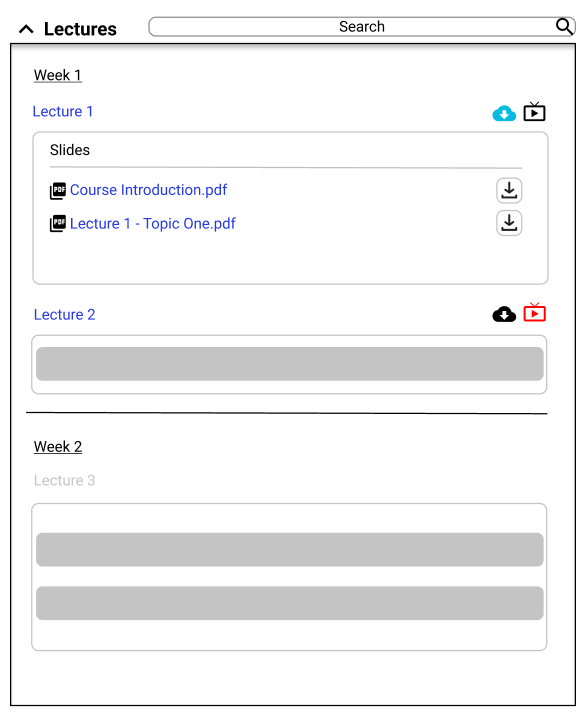 Lectures
Search
Week 1
Lecture 1
Slides
PDF Course Introduction.pdf
PDF Lecture 1 - Topic One.pdf
Lecture 2
Week 2
Lecture 3